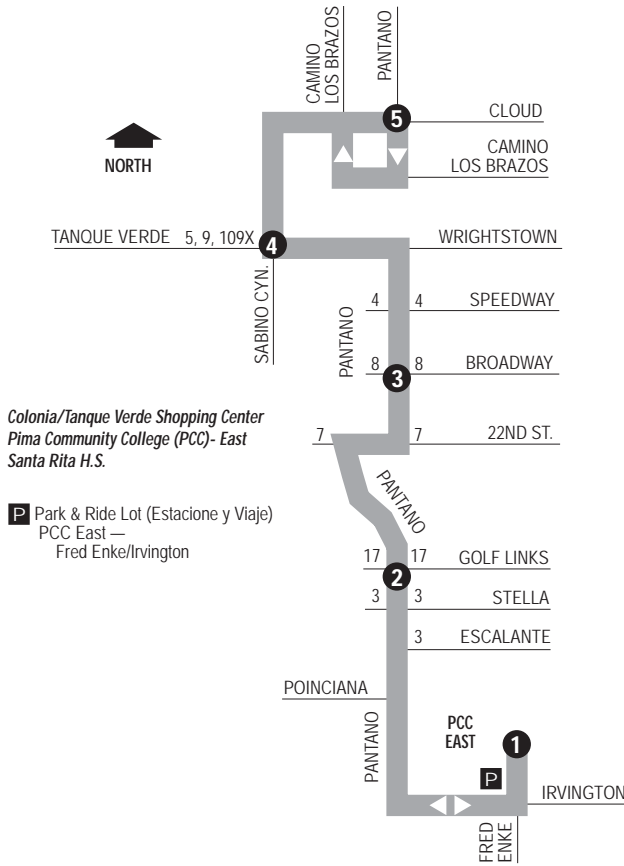 CAMINO
LOS BRAZOS
PANTANO
5
CLOUD
NORTH
CAMINO
LOS BRAZOS
TANQUE VERDE 5, 9, 109X
4
WRIGHTSTOWN
SABINO CYN.
4 4 SPEEDWAY
PANTANO
8 3 8 BROADWAY
Colonia/Tanque Verde Shopping Center
Pima Community College (PCC)- East
Santa Rita H.S.
7 7 22ND ST.
PANTANO
P Park & Ride Lot (Estacione y Viaje)
PCC East —
Fred Enke/Irvington
17 17 GOLF LINKS
2
3 3 STELLA
3 ESCALANTE
POINCIANA
PANTANO
PCC
EAST
1
P
IRVINGTON
FRED
ENKE